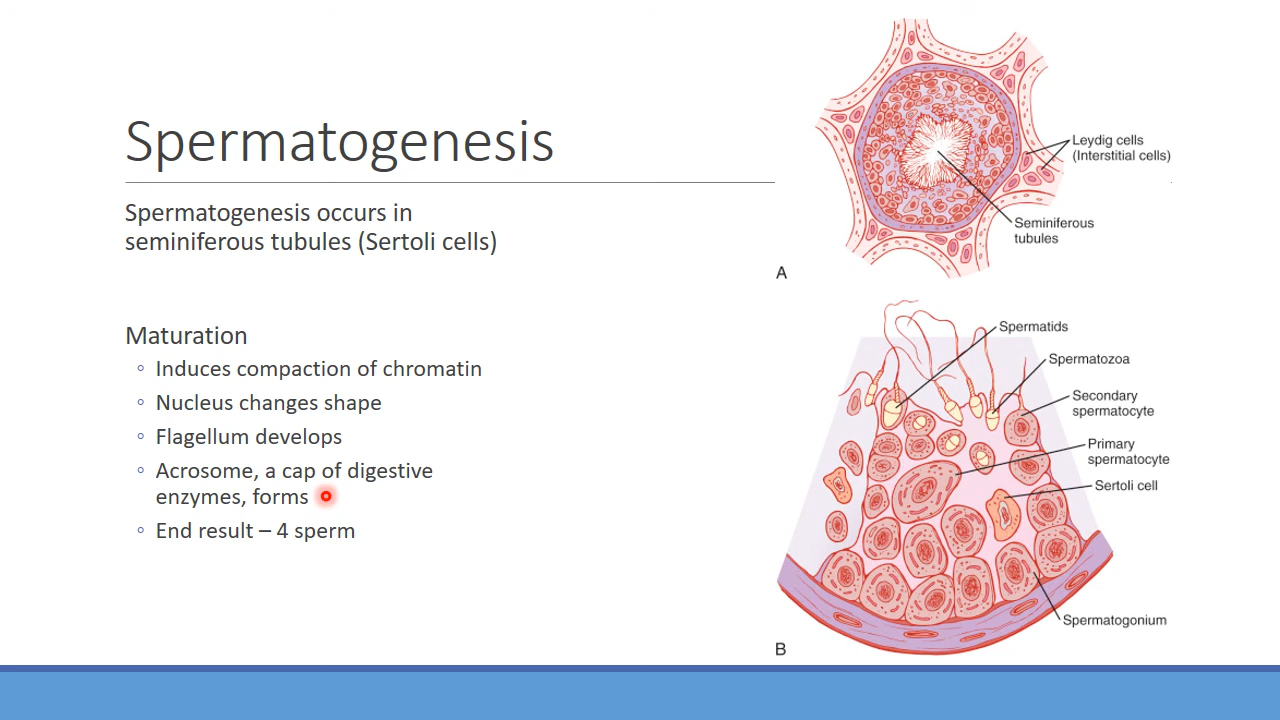 Spermatogenesis
Spermatogenesis occurs in
seminiferous tubules (Sertoli cells)
Maturation
◦ Induces compaction of chromatin
◦ Nucleus changes shape
◦ Flagellum develops
◦ Acrosome, a cap of digestive
enzymes, forms
◦ End result – 4 sperm
Leydig cells
(Interstitial cells)
Seminiferous
tubules
A
Spermatids
Spermatozoa
Secondary
spermatocyte
Primary
spermatocyte
Sertoli cell
Spermatogonium
B